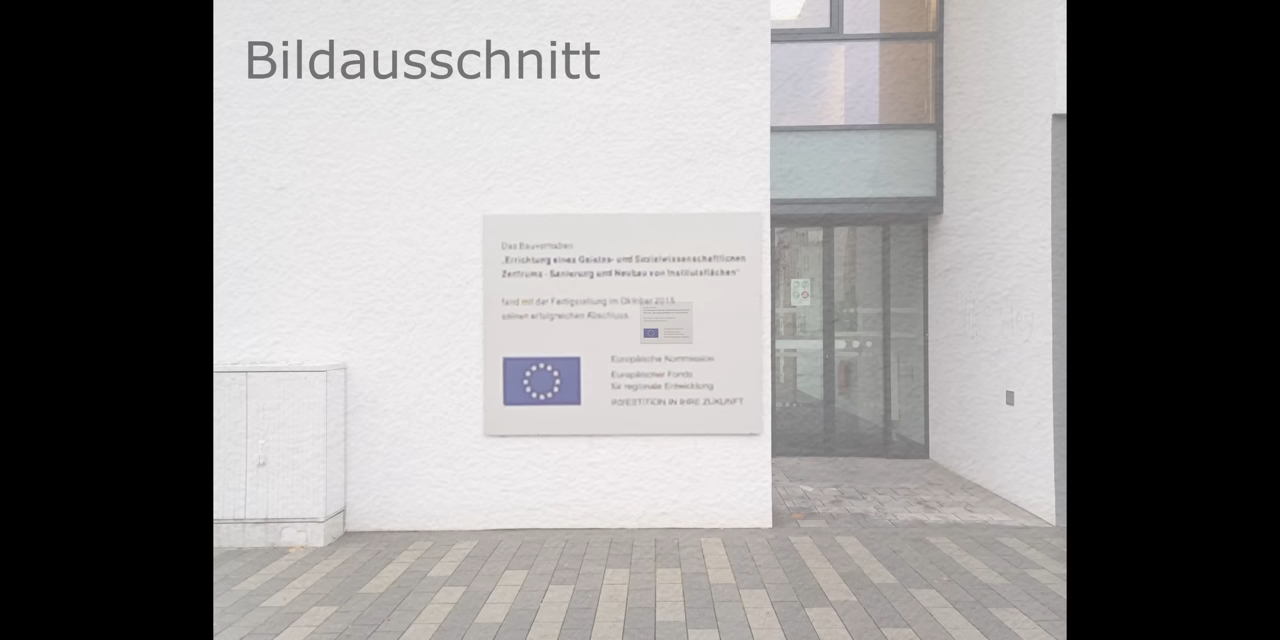 Bildausschnitt
Das Bauvorhaben
„Errichtung eines Geistes- und Sozialwissenschaftlichen
Zentrums - Sanierung und Neubau von Institutsflächen“
fand mit der Fertigstellung im Oktober 2013
seinen erfolgreichen Abschluss.
Europäische Kommission
Europäischer Fonds
für regionale Entwicklung
INVESTITION IN IHRE ZUKUNFT